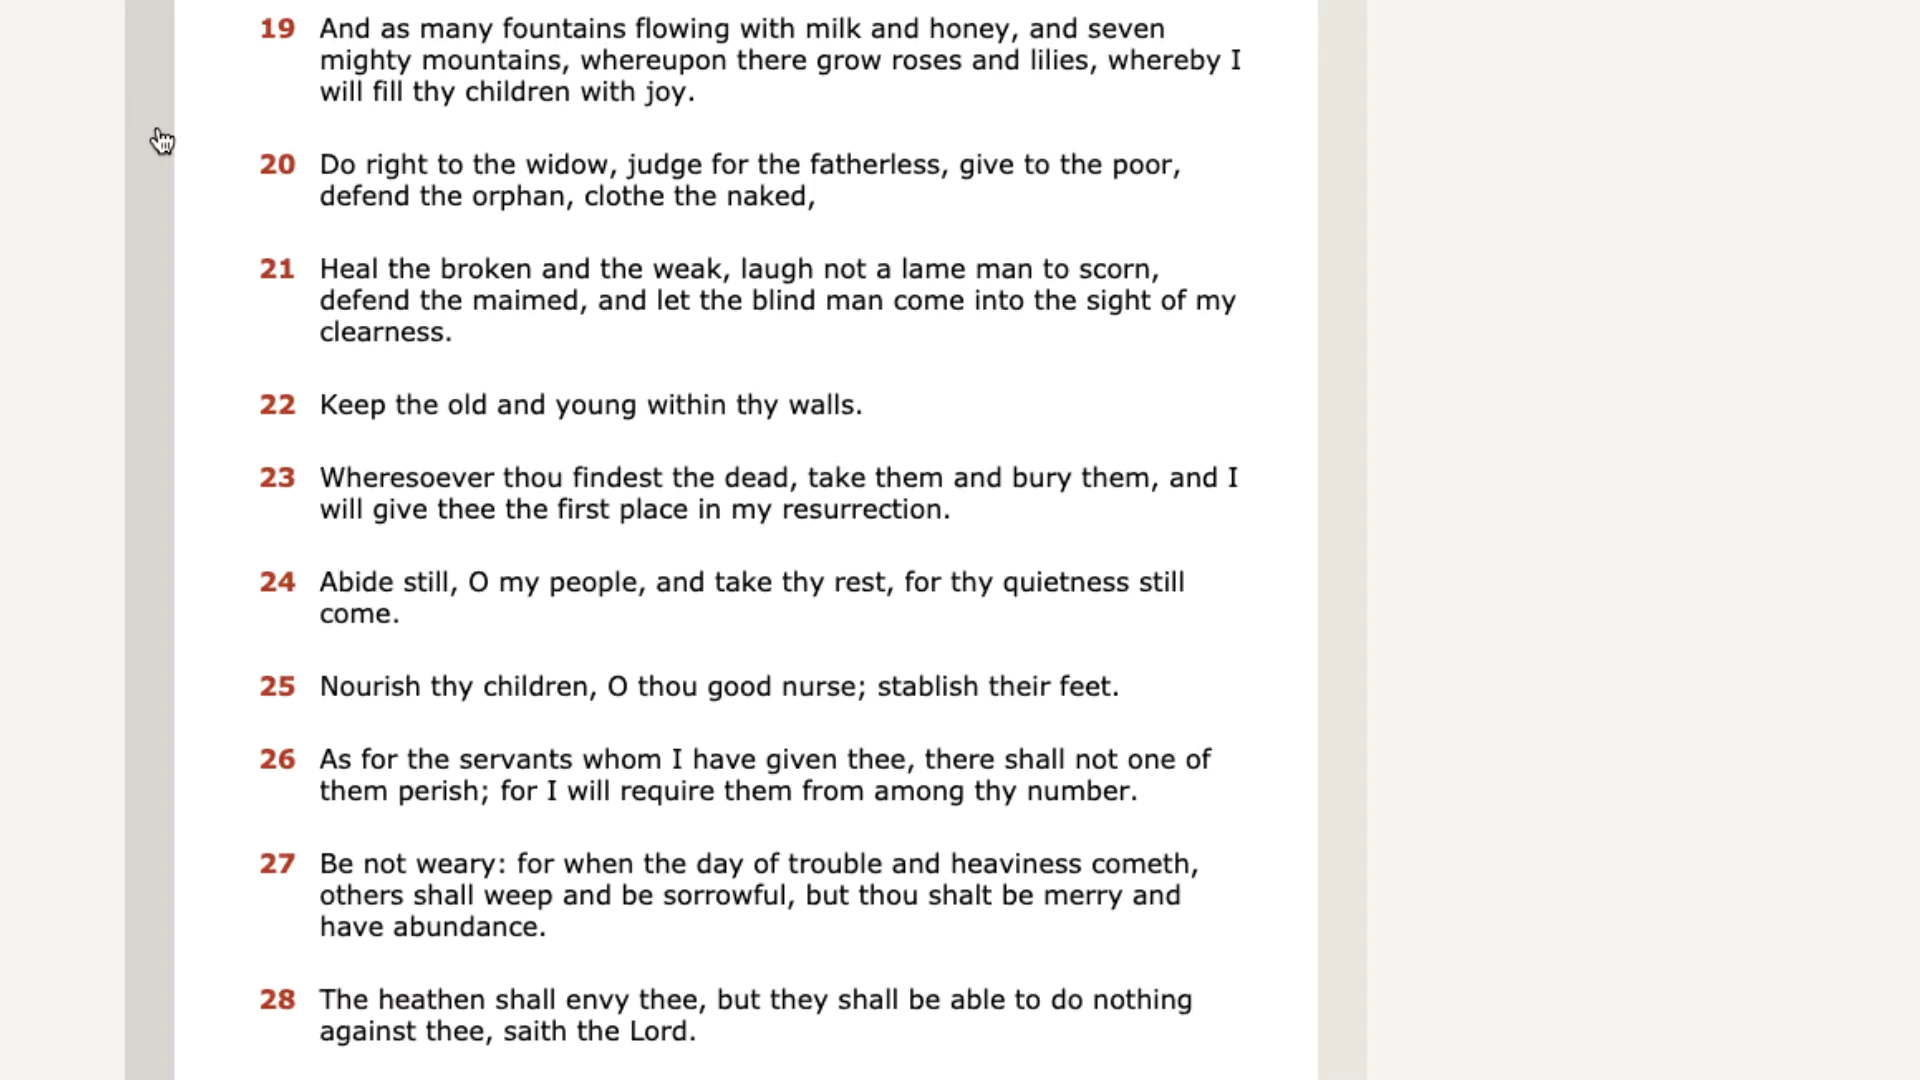 19 And as many fountains flowing with milk and honey, and seven
mighty mountains, whereupon there grow roses and lilies, whereby I
will fill thy children with joy.
20 Do right to the widow, judge for the fatherless, give to the poor,
defend the orphan, clothe the naked,
21 Heal the broken and the weak, laugh not a lame man to scorn,
defend the maimed, and let the blind man come into the sight of my
clearness.
22 Keep the old and young within thy walls.
23 Wheresoever thou findest the dead, take them and bury them, and I
will give thee the first place in my resurrection.
24 Abide still, O my people, and take thy rest, for thy quietness still
come.
25 Nourish thy children, O thou good nurse; stablish their feet.
26 As for the servants whom I have given thee, there shall not one of
them perish; for I will require them from among thy number.
27 Be not weary: for when the day of trouble and heaviness cometh,
others shall weep and be sorrowful, but thou shalt be merry and
have abundance.
28 The heathen shall envy thee, but they shall be able to do nothing
against thee, saith the Lord.